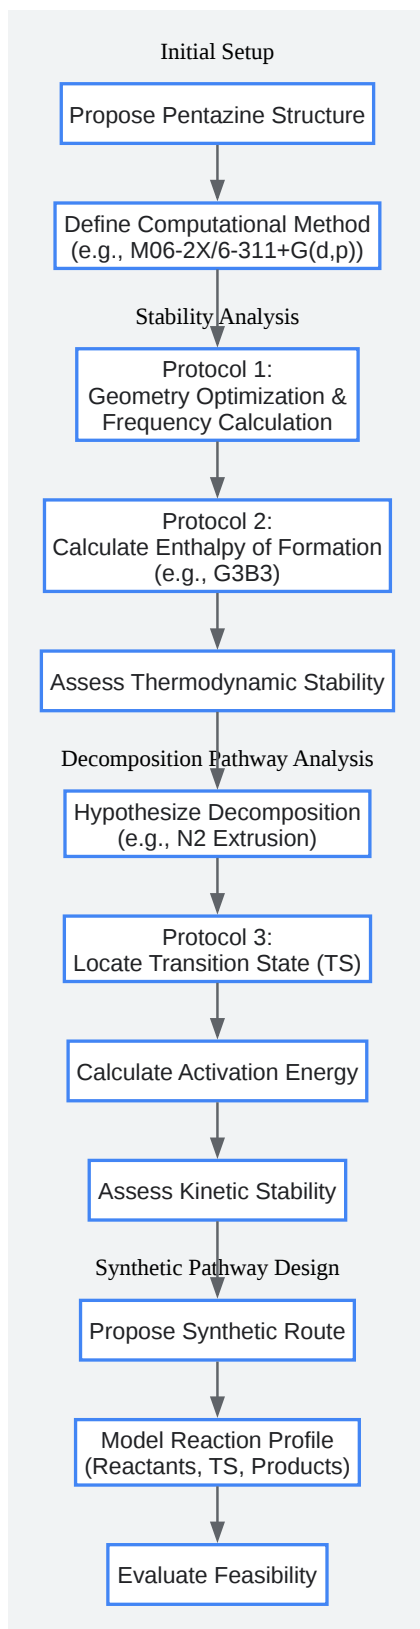 Initial Setup
Propose Pentazine Structure
Define Computational Method
(e.g., M06-2X/6-311+G(d,p))
Stability Analysis
Protocol 1:
Geometry Optimization &
Frequency Calculation
Protocol 2:
Calculate Enthalpy of Formation
(e.g., G3B3)
Assess Thermodynamic Stability
Decomposition Pathway Analysis
Hypothesize Decomposition
(e.g., N2 Extrusion)
Protocol 3:
Locate Transition State (TS)
Calculate Activation Energy
Assess Kinetic Stability
Synthetic Pathway Design
Propose Synthetic Route
Model Reaction Profile
(Reactants, TS, Products)
Evaluate Feasibility